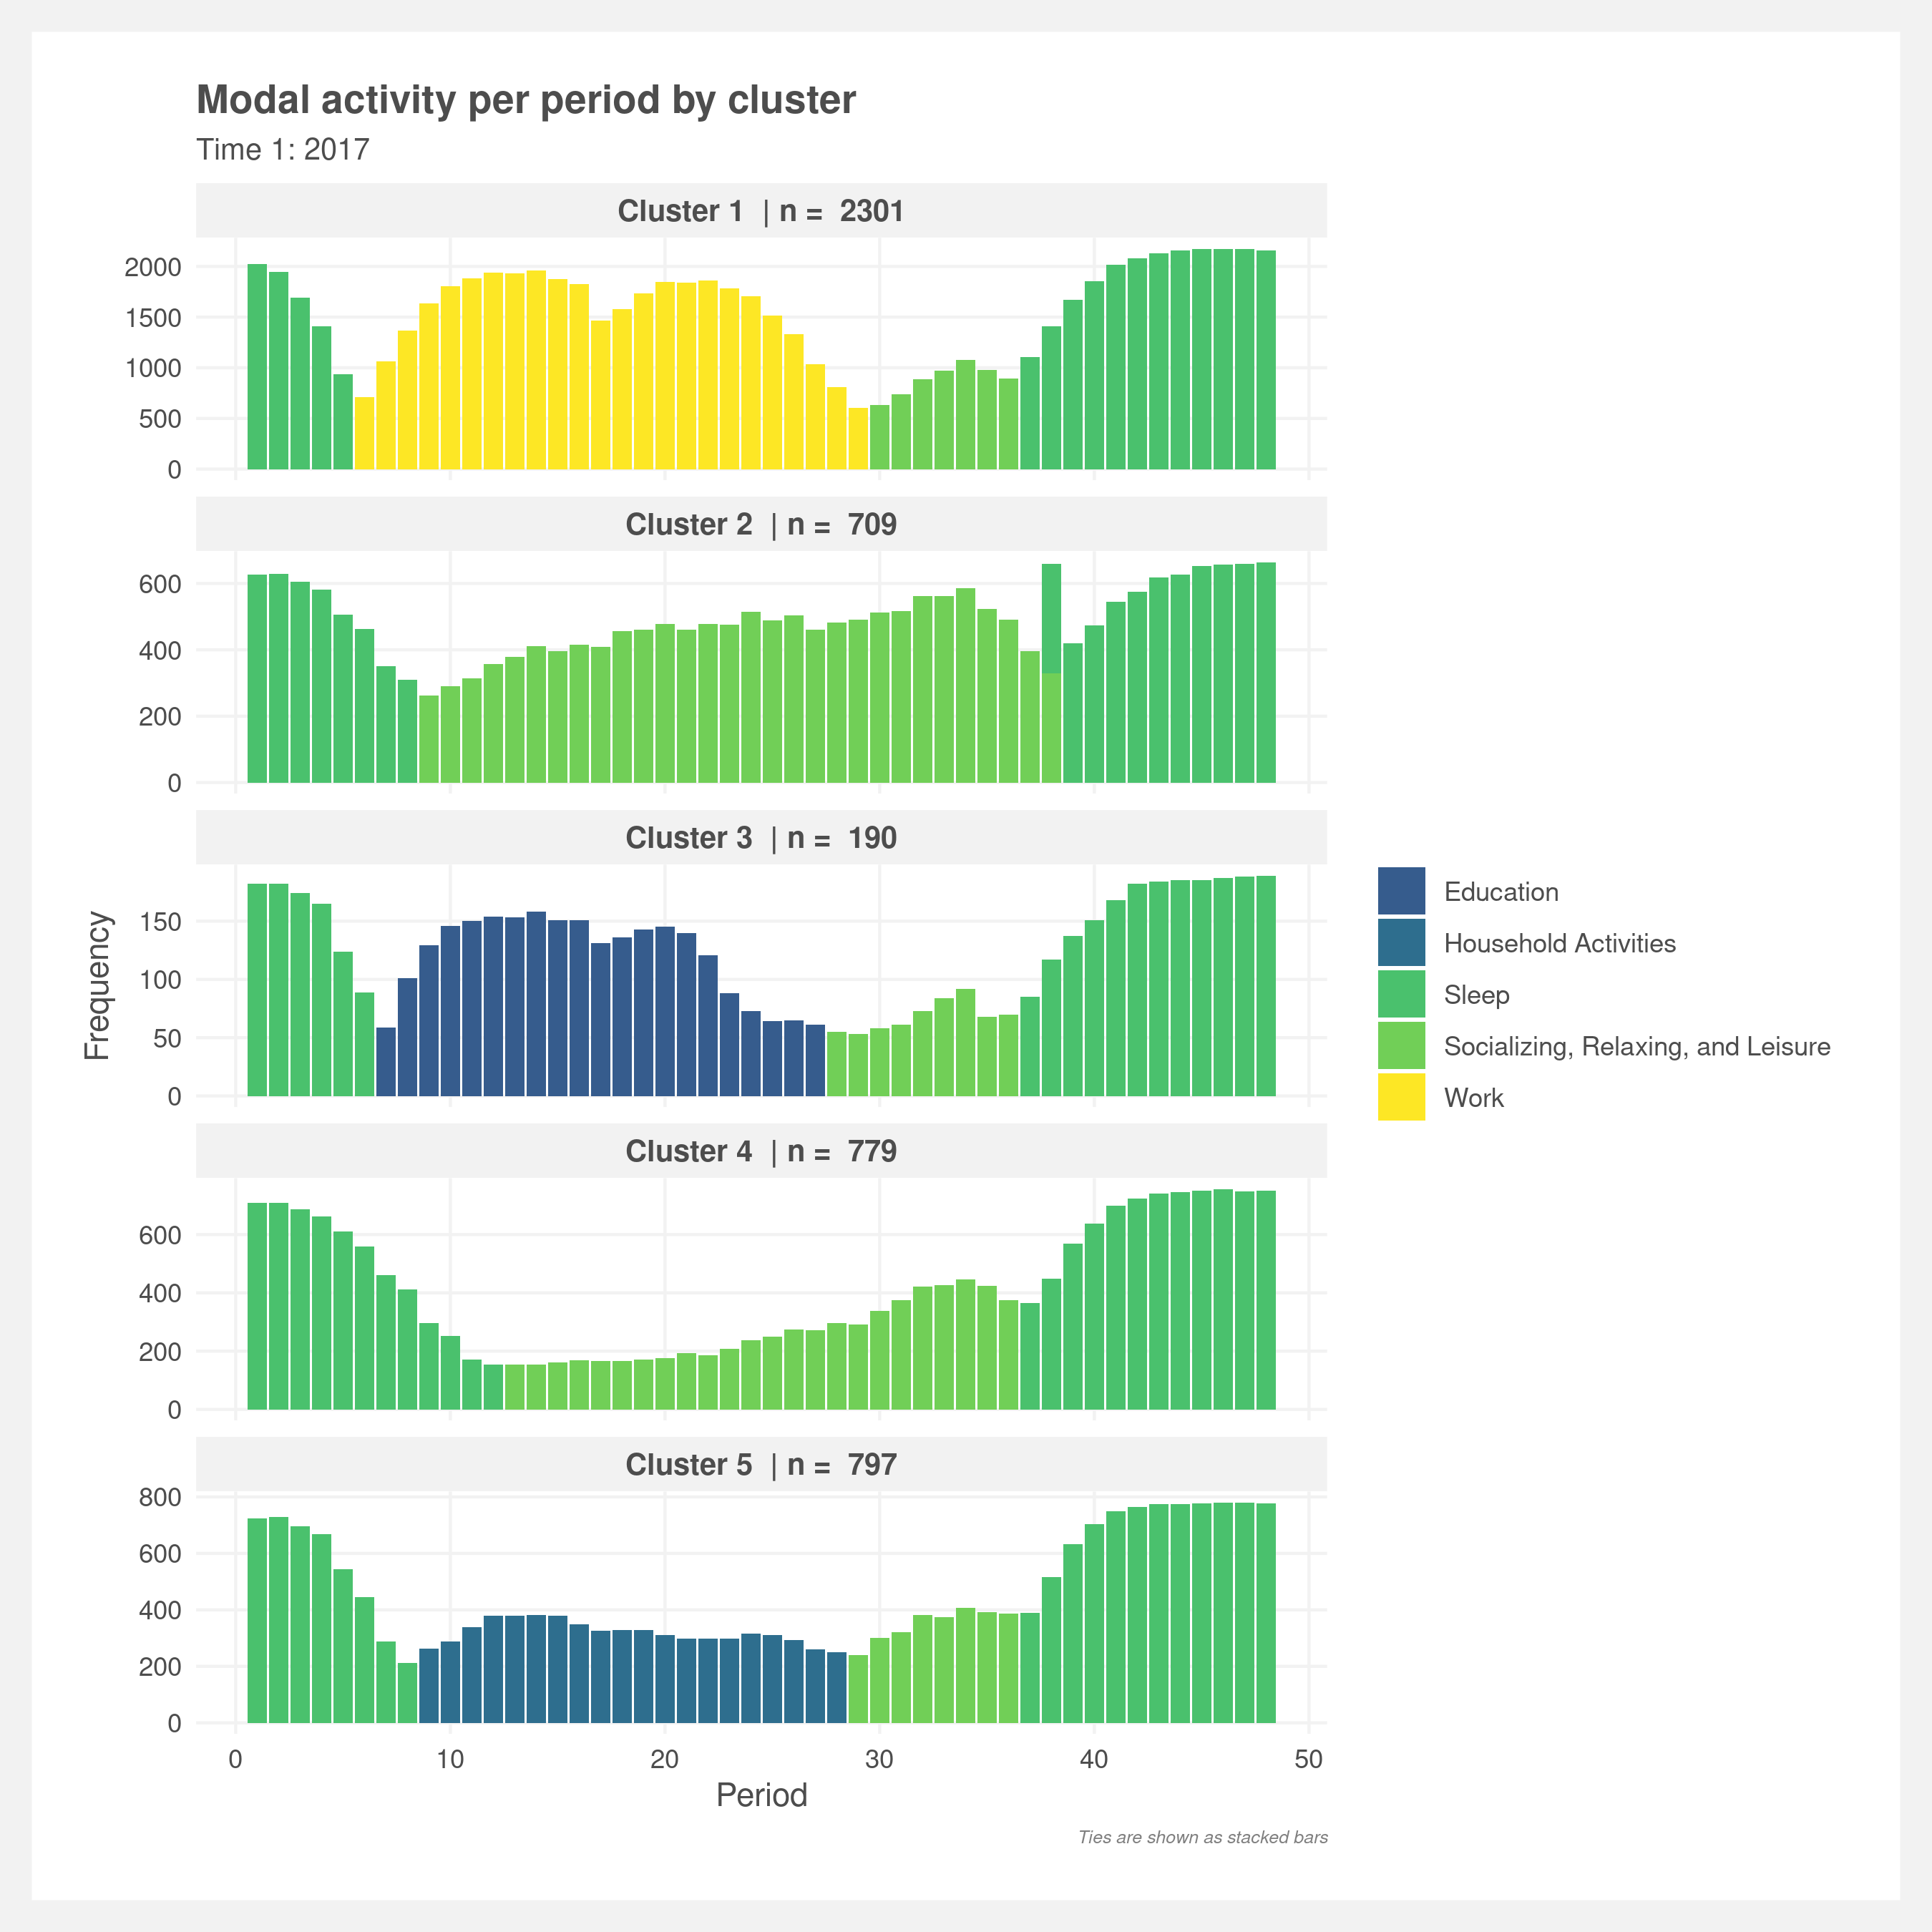 Modal activity per period by cluster
Time 1: 2017
Cluster 1 | n = 2301
2000
1500
1000
500
0
Cluster 2 | n = 709
600
400
200
0
Cluster 3 | n = 190
150
100
50
0
Cluster 4 | n = 779
600
400
200
0
Cluster 5 | n = 797
800
600
400
200
0
0 10 20 30 40 50
Period
Frequency
Education
Household Activities
Sleep
Socializing, Relaxing, and Leisure
Work
Ties are shown as stacked bars